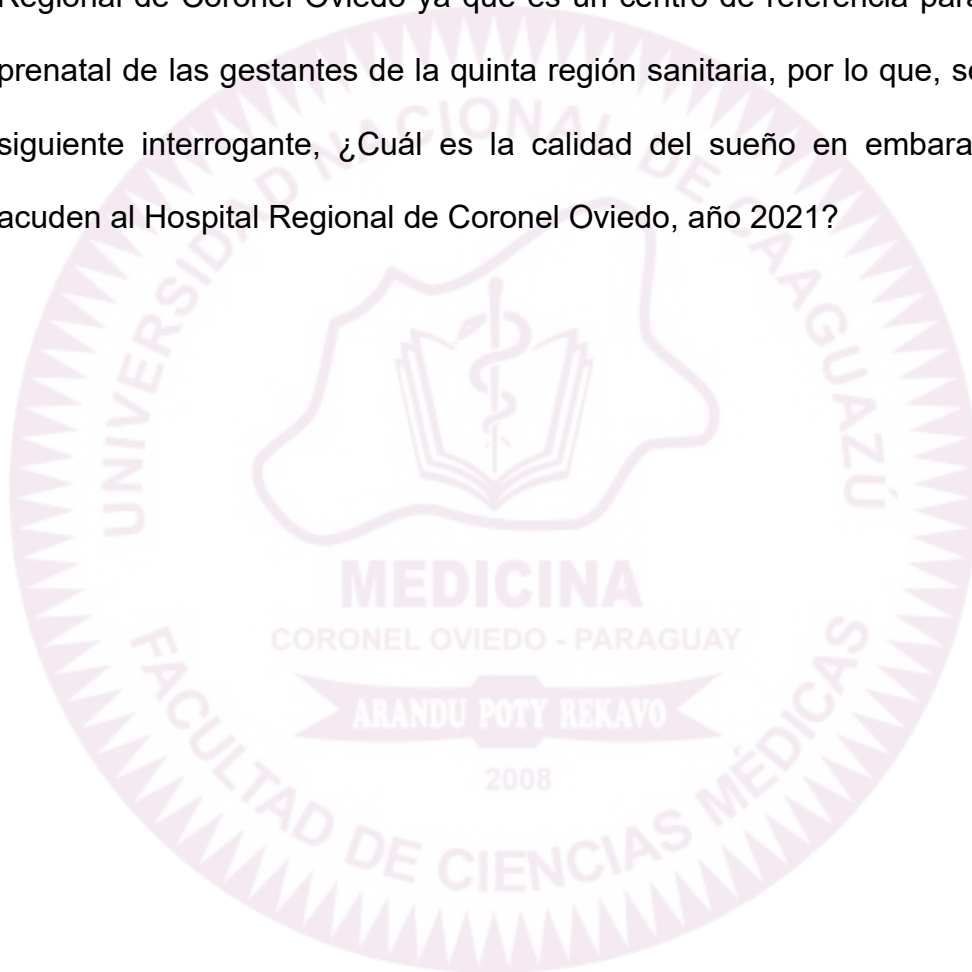 Regional de Coronel Oviedo ya que es un centro de referencia para
prenatal de las gestantes de la quinta región sanitaria, por lo que,
siguiente interrogante, ¿Cuál es la calidad del sueño en
acuden al Hospital Regional de Coronel Oviedo, año 2021?
UNIVERSIDAD NACIONAL DE CAAGUAZÚ
MEDICINA
CORONEL OVIEDO - PARAGUAY
ARANDU POTY REKAVO
2008
FACULTAD DE CIENCIAS MÉDICAS